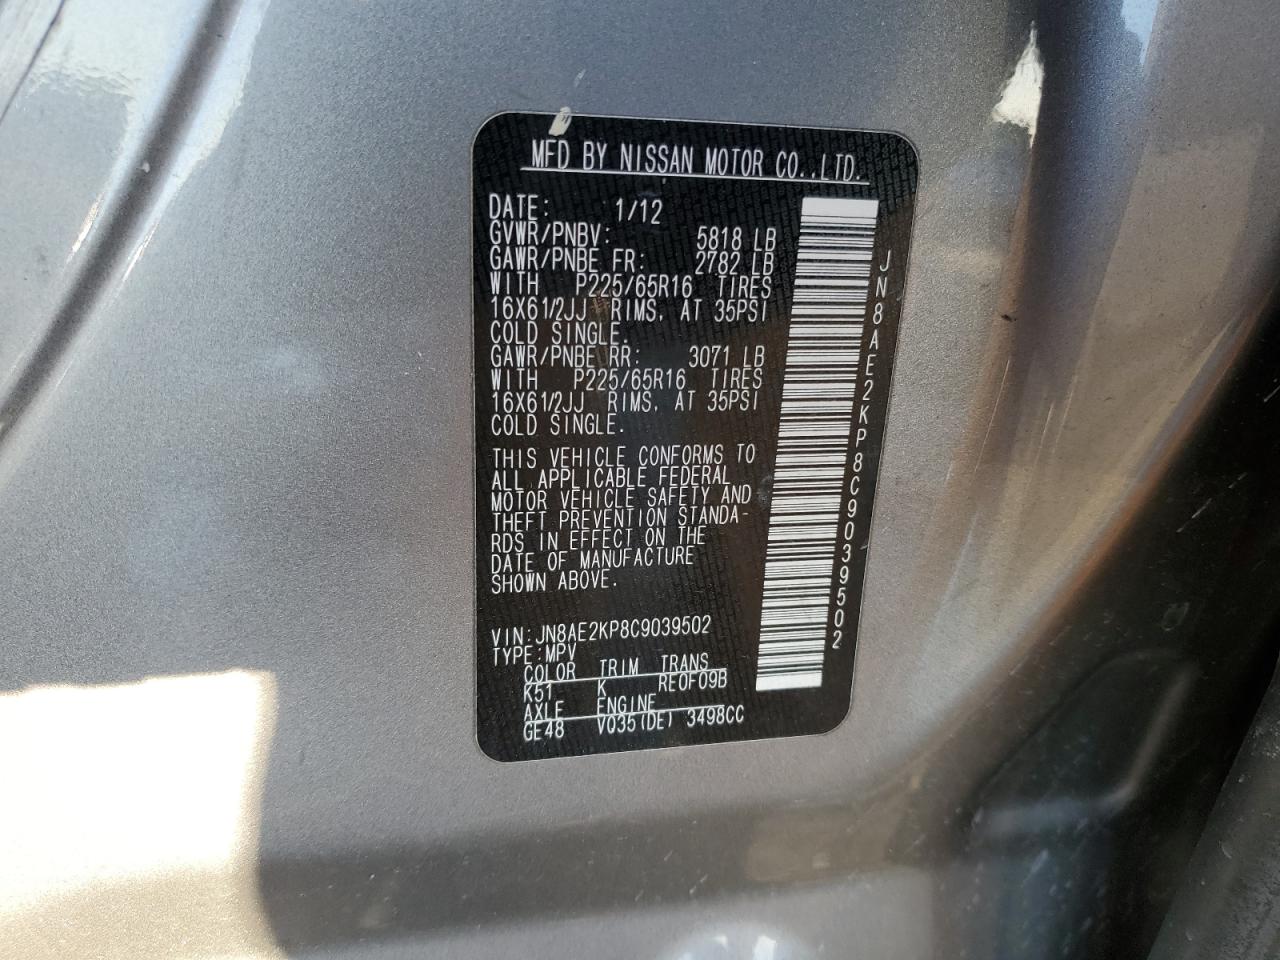 MFD BY NISSAN MOTOR CO.,LTD.
DATE: 1/12
GVWR/PNBV: 5818 LB
GAWR/PNBE FR: 2782 LB
WITH P225/65R16 TIRES
16X61/2JJ RIMS, AT 35PSI
COLD SINGLE.
GAWR/PNBE RR: 3071 LB
WITH P225/65R16 TIRES
16X61/2JJ RIMS, AT 35PSI
COLD SINGLE.
THIS VEHICLE CONFORMS TO
ALL APPLICABLE FEDERAL
MOTOR VEHICLE SAFETY AND
THEFT PREVENTION STANDA-
RDS IN EFFECT ON THE
DATE OF MANUFACTURE
SHOWN ABOVE.
VIN:JN8AE2KP8C9039502
TYPE:MPV
COLOR TRIM TRANS
K51 K RE0F09B
AXLE ENGINE
GE48 VQ35(DE) 3498CC
JN8AE2KP8C9039502